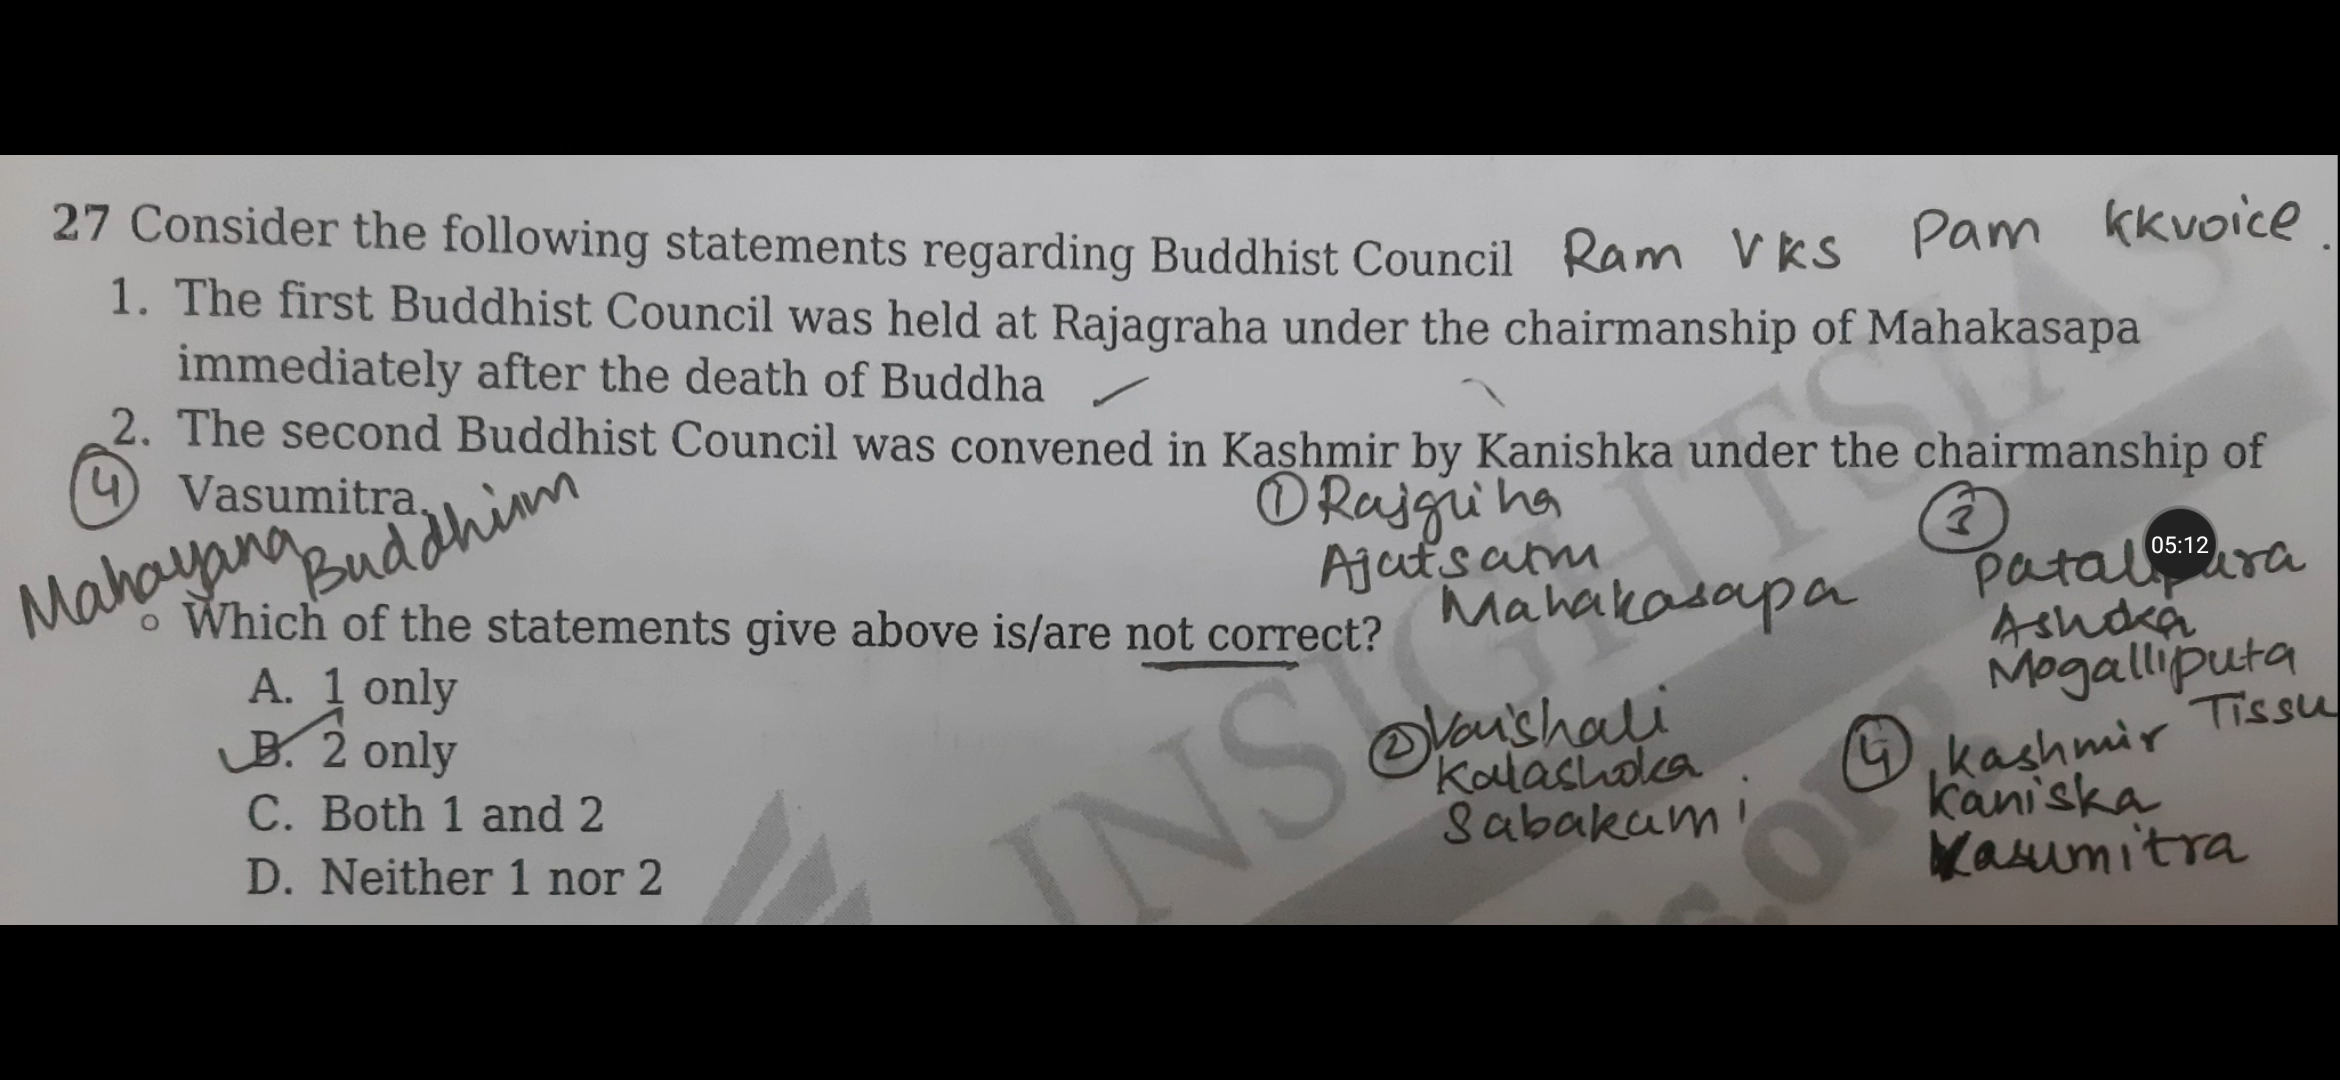 27 Consider the following statements regarding Buddhist Council Ram VKS Pam KKvoice.
1. The first Buddhist Council was held at Rajagraha under the chairmanship of Mahakasapa
immediately after the death of Buddha
2. The second Buddhist Council was convened in Kashmir by Kanishka under the chairmanship of
4 Vasumitra.
Mahayana Buddhism
1 Rajgriha
Ajatsatru
Mahakasapa
3
Patalipura
Ashoka
Mogalliputa
Tissu
05:12
Which of the statements give above is/are not correct?
A. 1 only
B. 2 only
C. Both 1 and 2
D. Neither 1 nor 2
2 Vaishali
Kalashoka
Sabakami
4 Kashmir
Kaniska
Vasumitra
INSIGHTSIAS